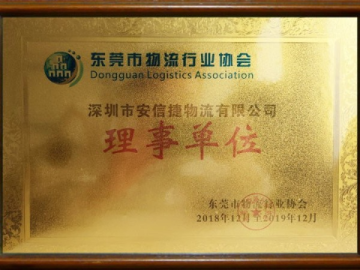 东莞市物流行业协会
Dongguan Logistics Association
深圳市安信捷物流有限公司
理事单位
东莞市物流行业协会
2018年12月至2019年12月